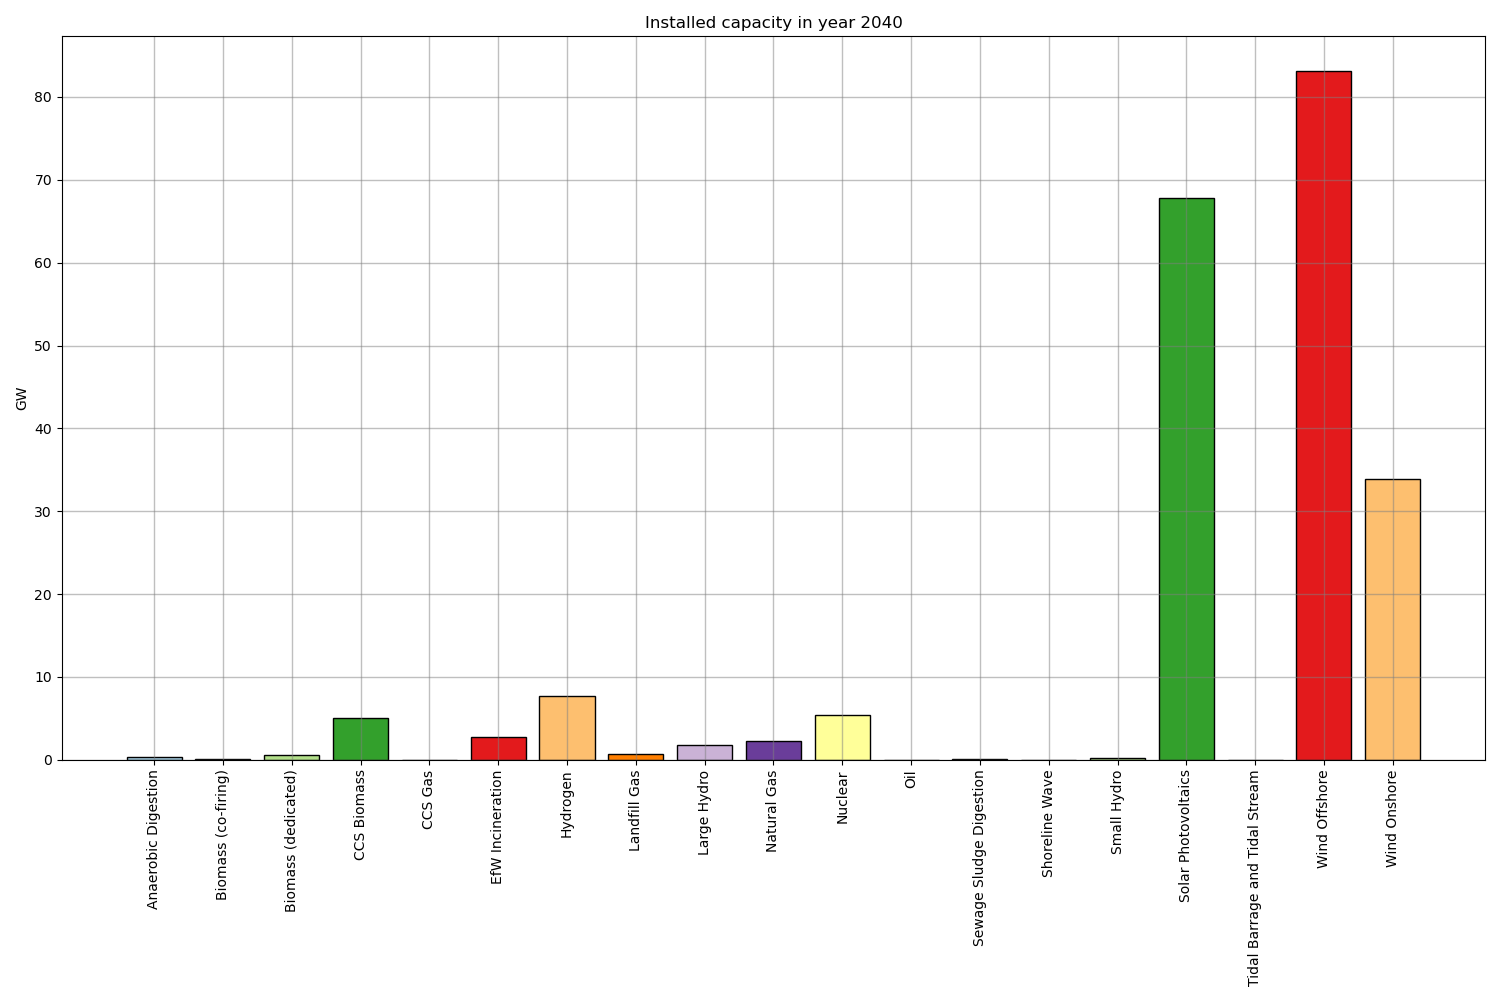 Installed capacity in year 2040
GW
80
70
60
50
40
30
20
10
0
Anaerobic Digestion
Biomass (co-firing)
Biomass (dedicated)
CCS Biomass
CCS Gas
EfW Incineration
Hydrogen
Landfill Gas
Large Hydro
Natural Gas
Nuclear
Oil
Sewage Sludge Digestion
Shoreline Wave
Small Hydro
Solar Photovoltaics
Tidal Barrage and Tidal Stream
Wind Offshore
Wind Onshore